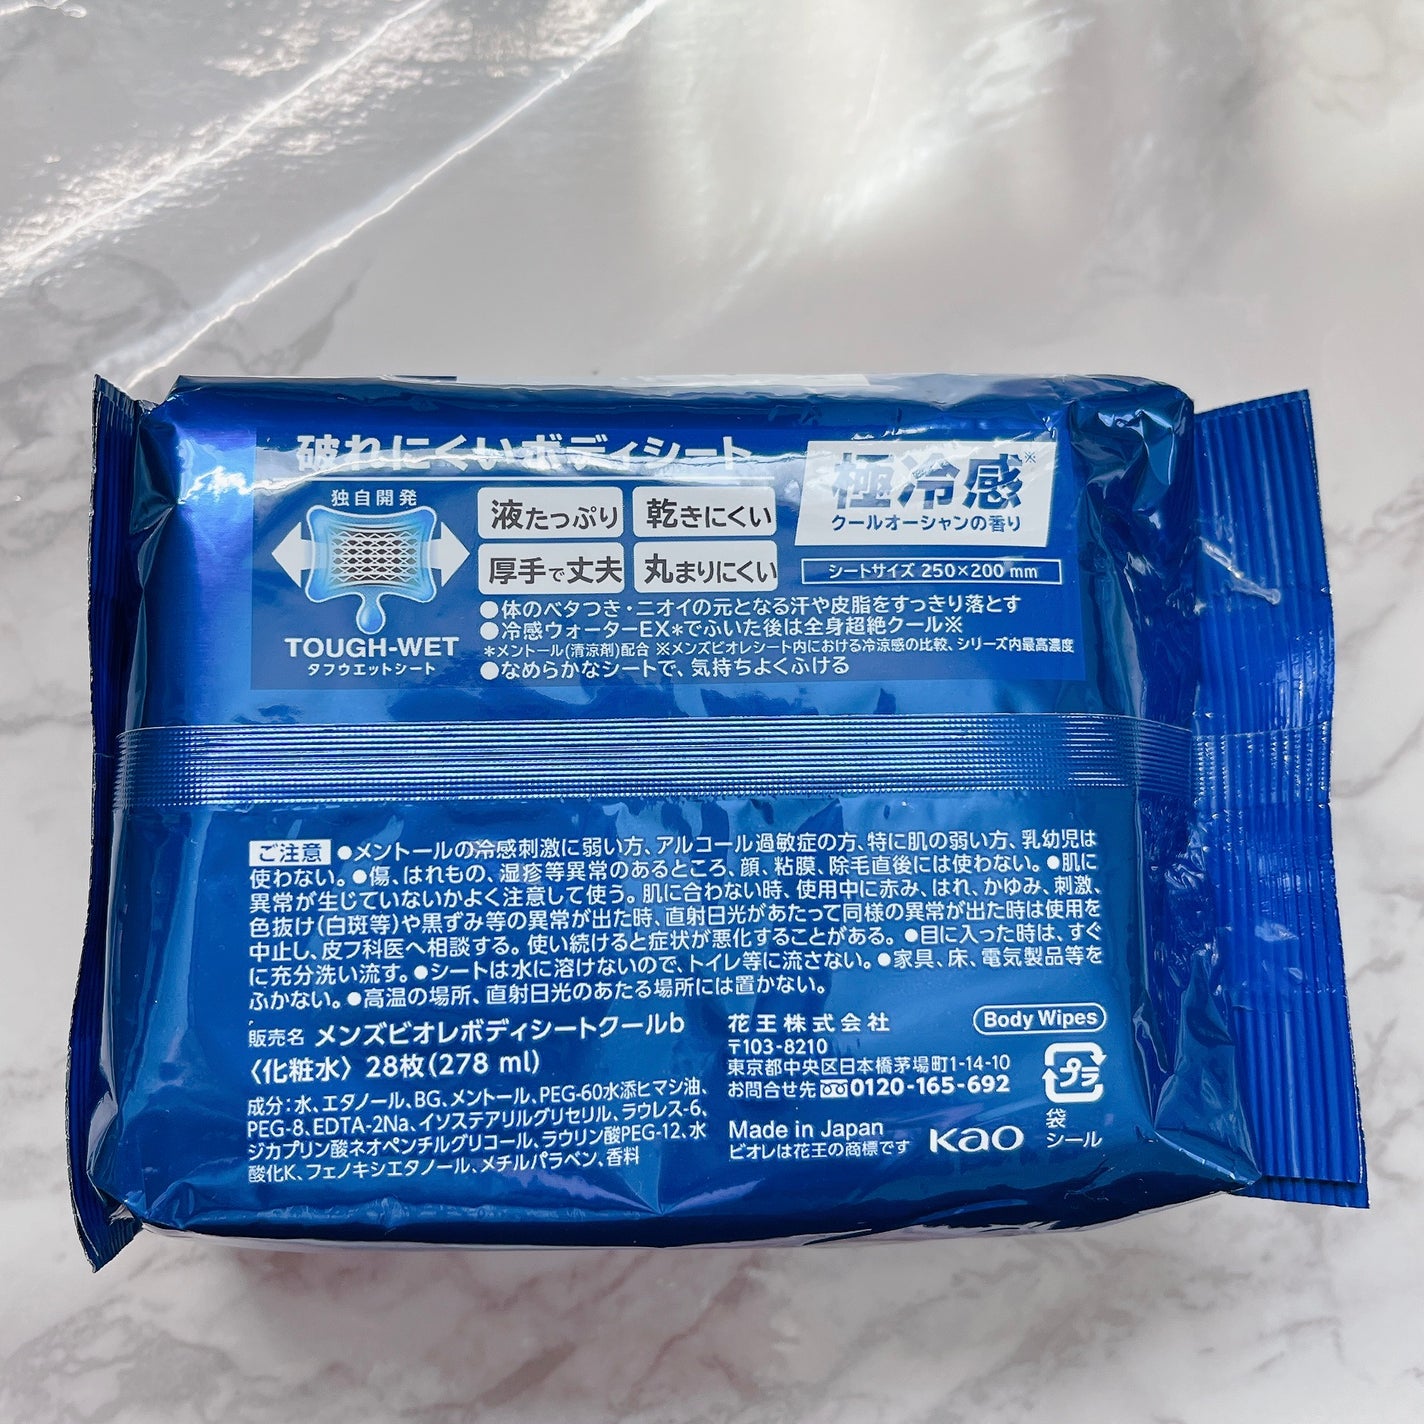 破れにくいボディシート
独自開発
TOUGH-WET
タフウエットシート
液たっぷり
乾きにくい
厚手で丈夫
丸まりにくい
極冷感※
クールオーシャンの香り
シートサイズ 250×200 mm
●体のベタつき・ニオイの元となる汗や皮脂をすっきり落とす
●冷感ウォーターEX*でふいた後は全身超絶クール※
*メントール(清涼剤)配合 ※メンズビオレシート内における冷涼感の比較、シリーズ内最高濃度
●なめらかなシートで、気持ちよくふける
ご注意 ●メントールの冷感刺激に弱い方、アルコール過敏症の方、特に肌の弱い方、乳幼児は
使わない。●傷、はれもの、湿疹等異常のあるところ、顔、粘膜、除毛直後には使わない。●肌に
異常が生じていないかよく注意して使う。肌に合わない時、使用中に赤み、はれ、かゆみ、刺激、
色抜け(白斑等)や黒ずみ等の異常が出た時、直射日光があたって同様の異常が出た時は使用を
中止し、皮フ科医へ相談する。使い続けると症状が悪化することがある。●目に入った時は、すぐ
に充分洗い流す。●シートは水に溶けないので、トイレ等に流さない。●家具、床、電気製品等を
ふかない。●高温の場所、直射日光のあたる場所には置かない。
販売名 メンズビオレボディシートクールb
〈化粧水〉 28枚(278 ml)
成分:水、エタノール、BG、メントール、PEG-60水添ヒマシ油、
PEG-8、EDTA-2Na、イソステアリルグリセリル、ラウレス-6、
ジカプリン酸ネオペンチルグリコール、ラウリン酸PEG-12、水
酸化K、フェノキシエタノール、メチルパラベン、香料
花王株式会社
〒103-8210
東京都中央区日本橋茅場町1-14-10
お問合せ先 0120-165-692
Made in Japan
ビオレは花王の商標です
Kao
Body Wipes
プラ
袋
シール